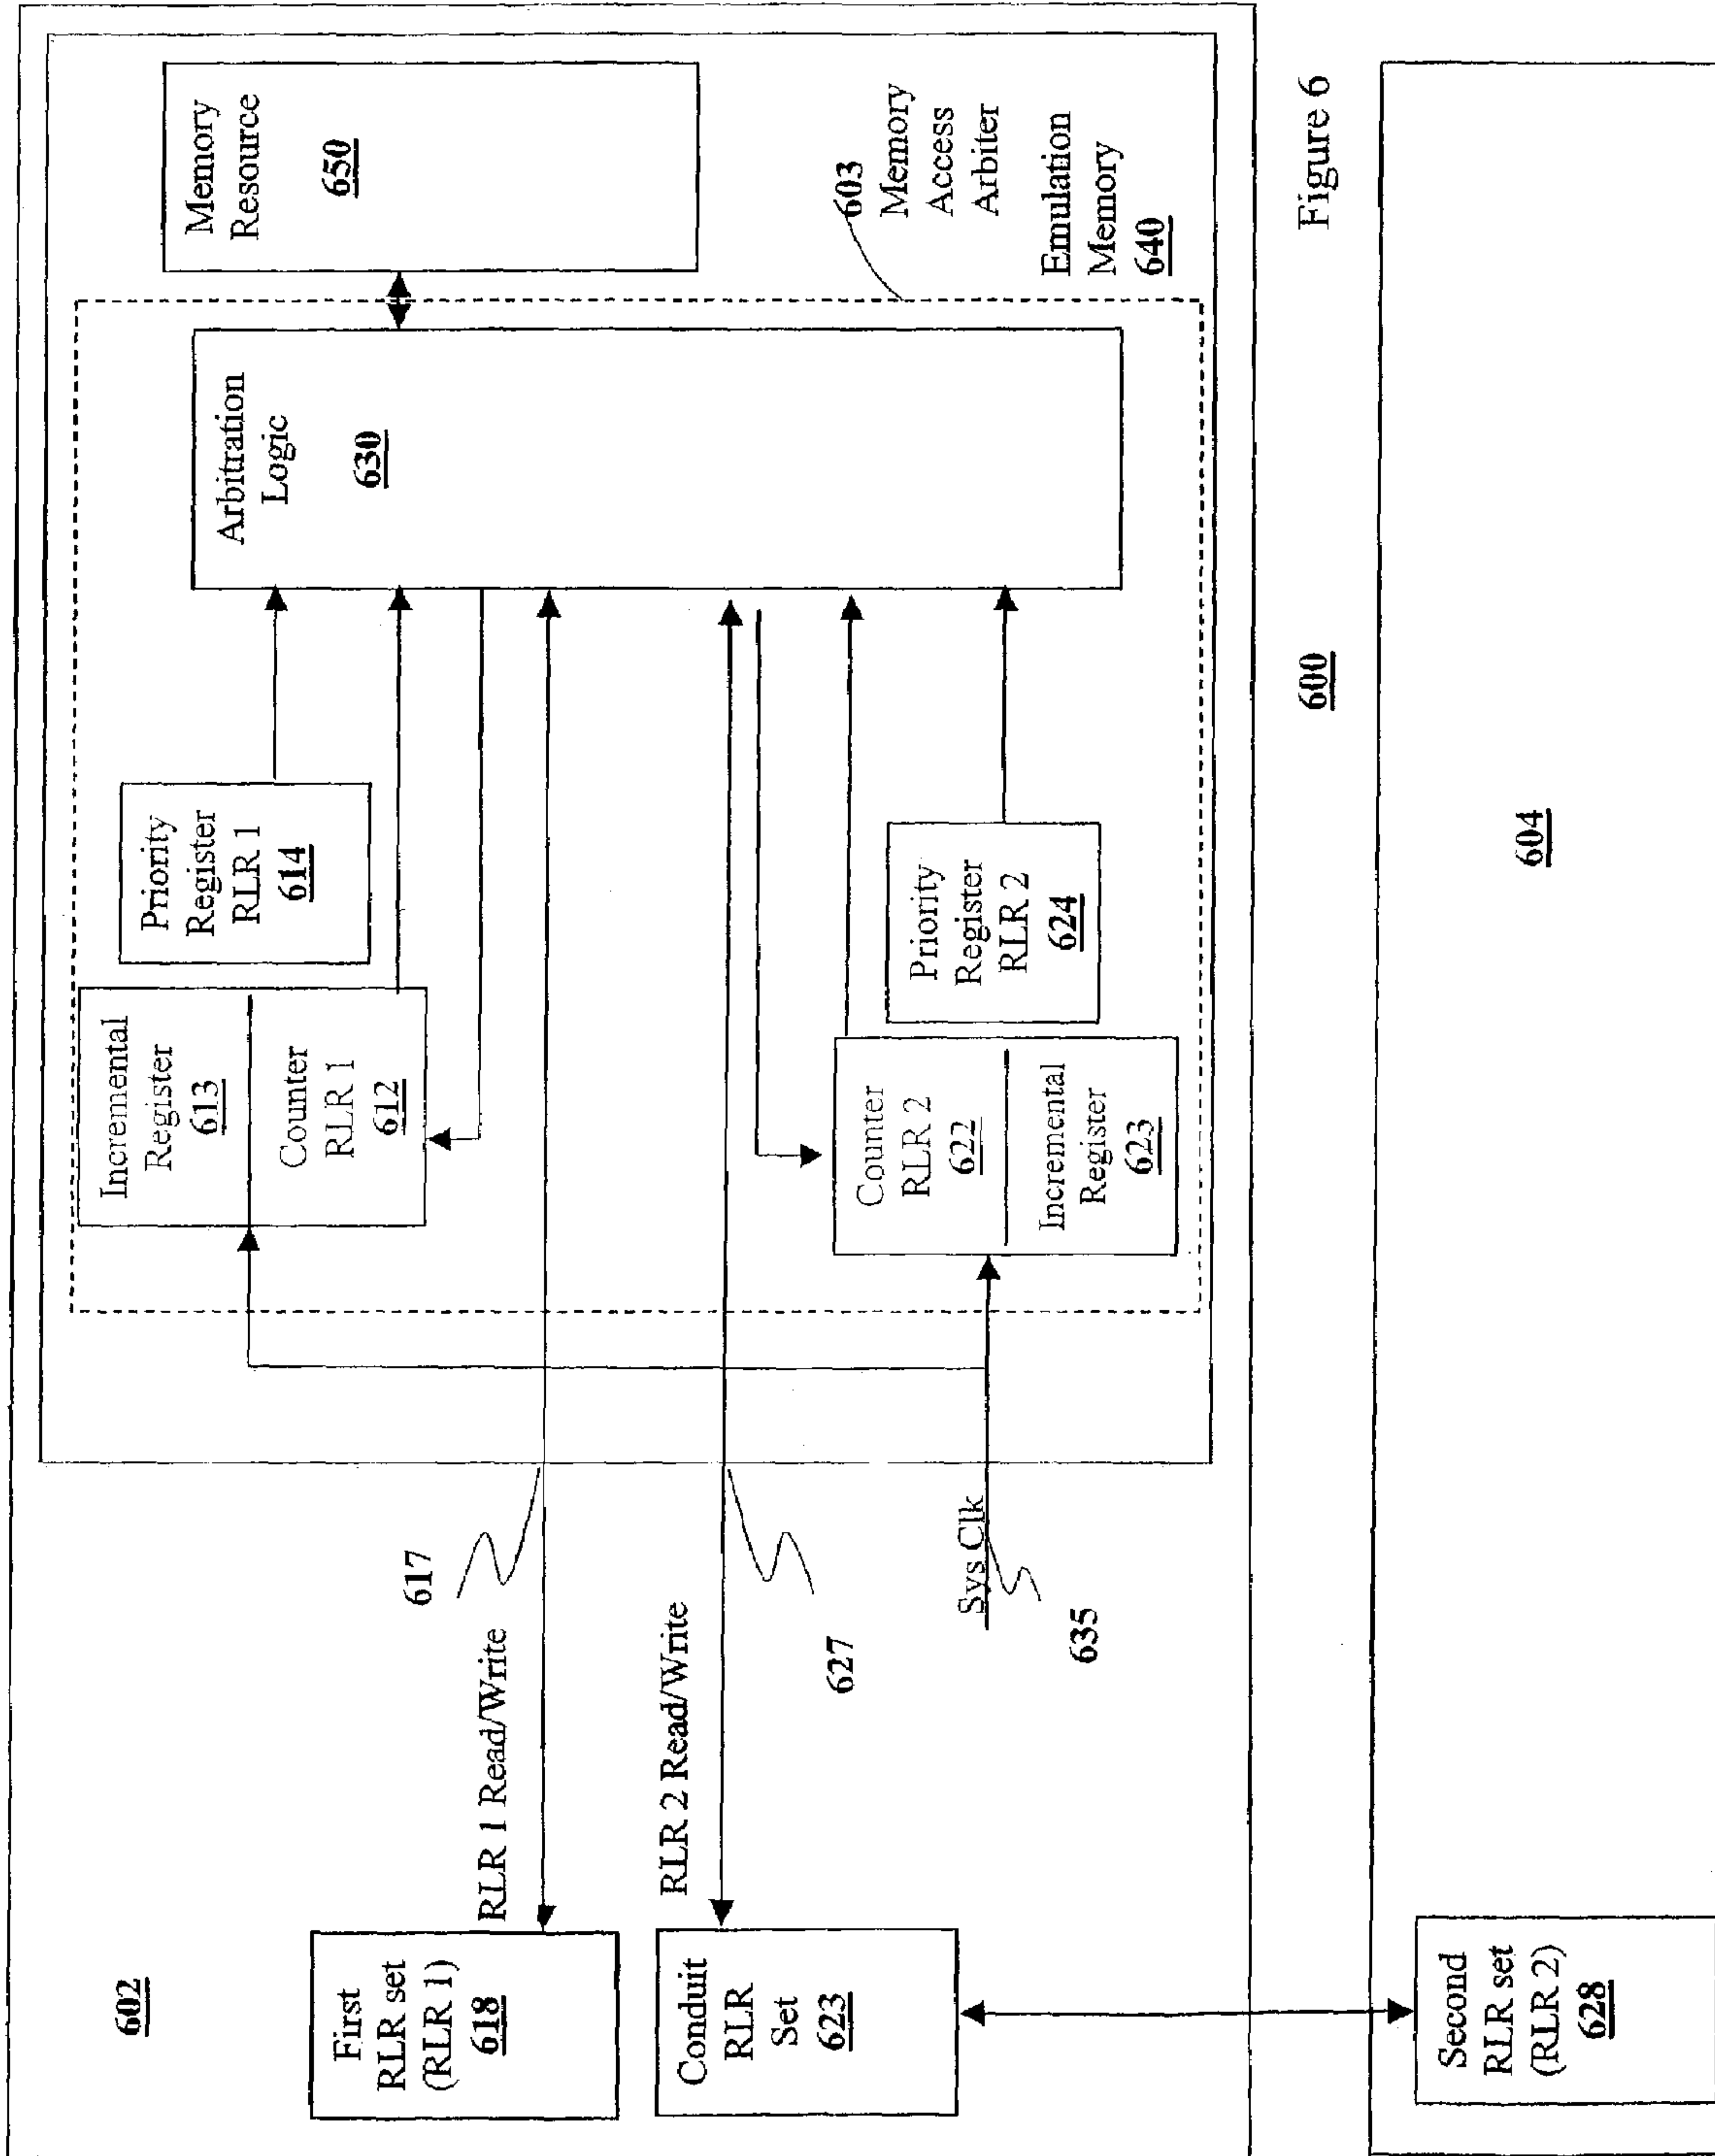 602
First
RLR set
(RLR 1)
618
RLR 1 Read/Write
617
Conduit
RLR
Set
623
RLR 2 Read/Write
627
Sys Clk
635
Incremental
Register
613
Counter
RLR 1
612
Priority
Register
RLR 1
614
Counter
RLR 2
622
Incremental
Register
623
Priority
Register
RLR 2
624
Arbitration
Logic
630
Memory
Resource
650
603
Memory
Access
Arbiter
Emulation
Memory
640
600
Figure 6
Second
RLR set
(RLR 2)
628
604